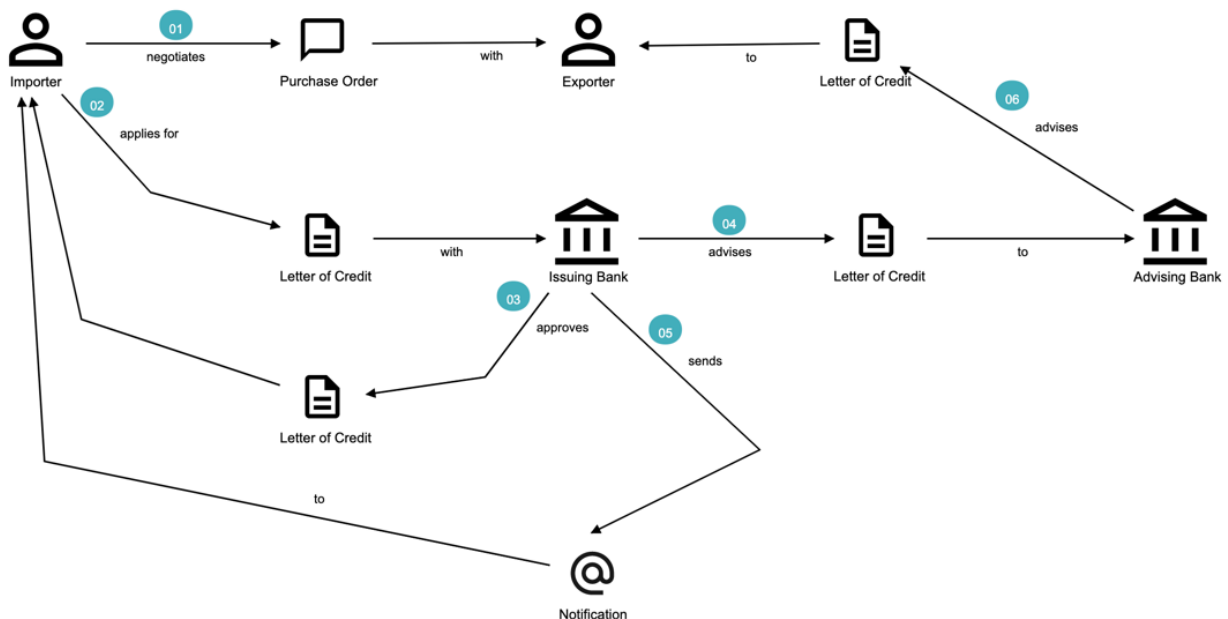 01
negotiates
with
to
Importer
Purchase Order
Exporter
Letter of Credit
02
applies for
06
advises
with
04
advises
to
Letter of Credit
Issuing Bank
Letter of Credit
Advising Bank
03
approves
05
sends
Letter of Credit
to
Notification